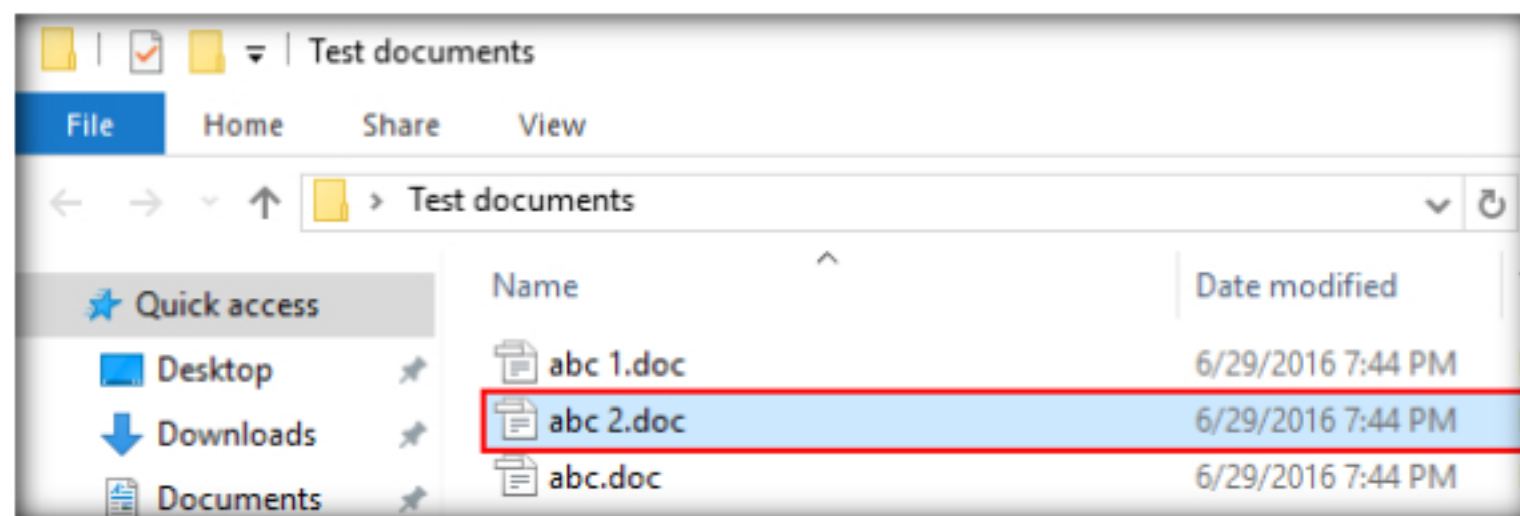 Test documents
File Home Share View
Test documents
Name Date modified
Quick access
Desktop
Downloads
Documents
abc 1.doc 6/29/2016 7:44 PM
abc 2.doc 6/29/2016 7:44 PM
abc.doc 6/29/2016 7:44 PM